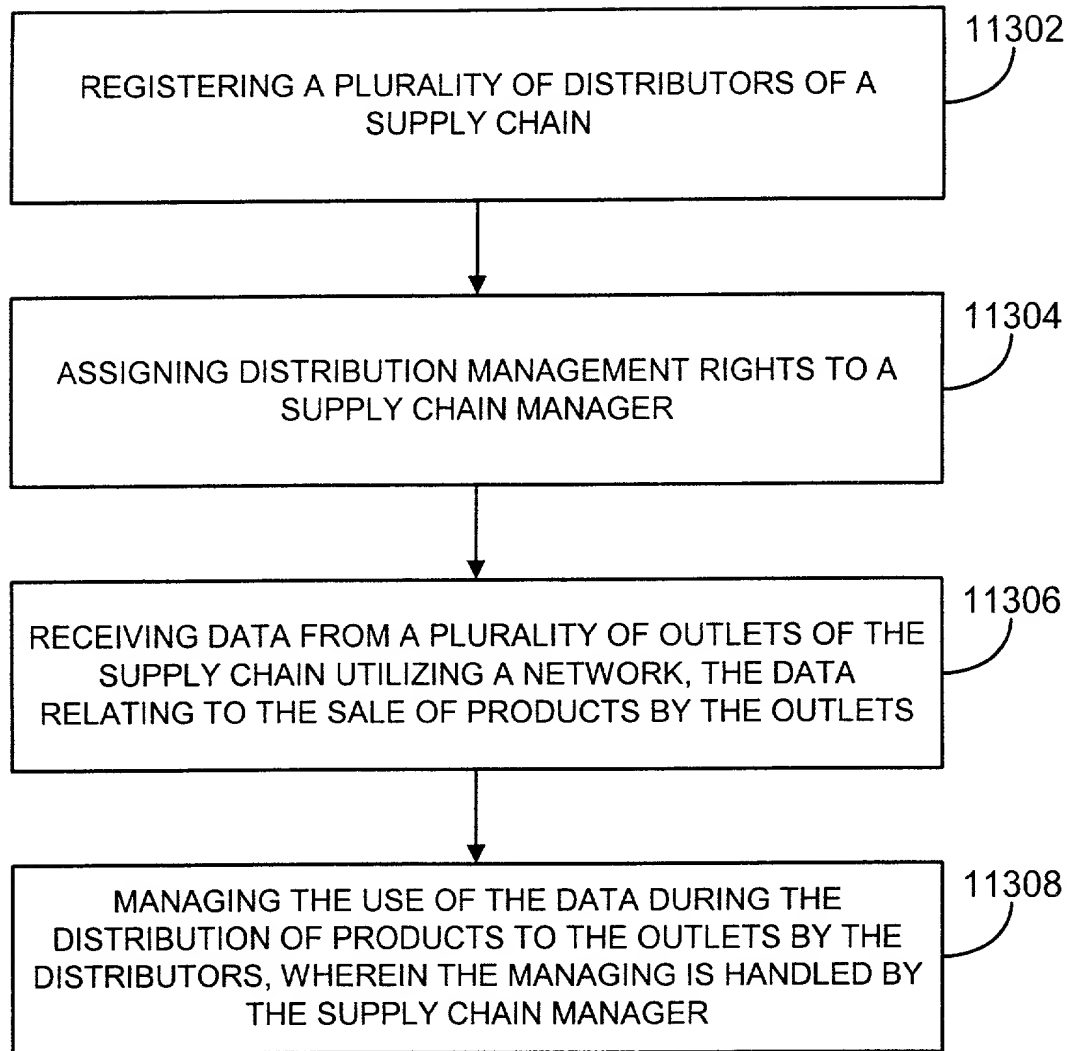 11302
REGISTERING A PLURALITY OF DISTRIBUTORS OF A
SUPPLY CHAIN
11304
ASSIGNING DISTRIBUTION MANAGEMENT RIGHTS TO A
SUPPLY CHAIN MANAGER
11306
RECEIVING DATA FROM A PLURALITY OF OUTLETS OF THE
SUPPLY CHAIN UTILIZING A NETWORK, THE DATA
RELATING TO THE SALE OF PRODUCTS BY THE OUTLETS
11308
MANAGING THE USE OF THE DATA DURING THE
DISTRIBUTION OF PRODUCTS TO THE OUTLETS BY THE
DISTRIBUTORS, WHEREIN THE MANAGING IS HANDLED BY
THE SUPPLY CHAIN MANAGER